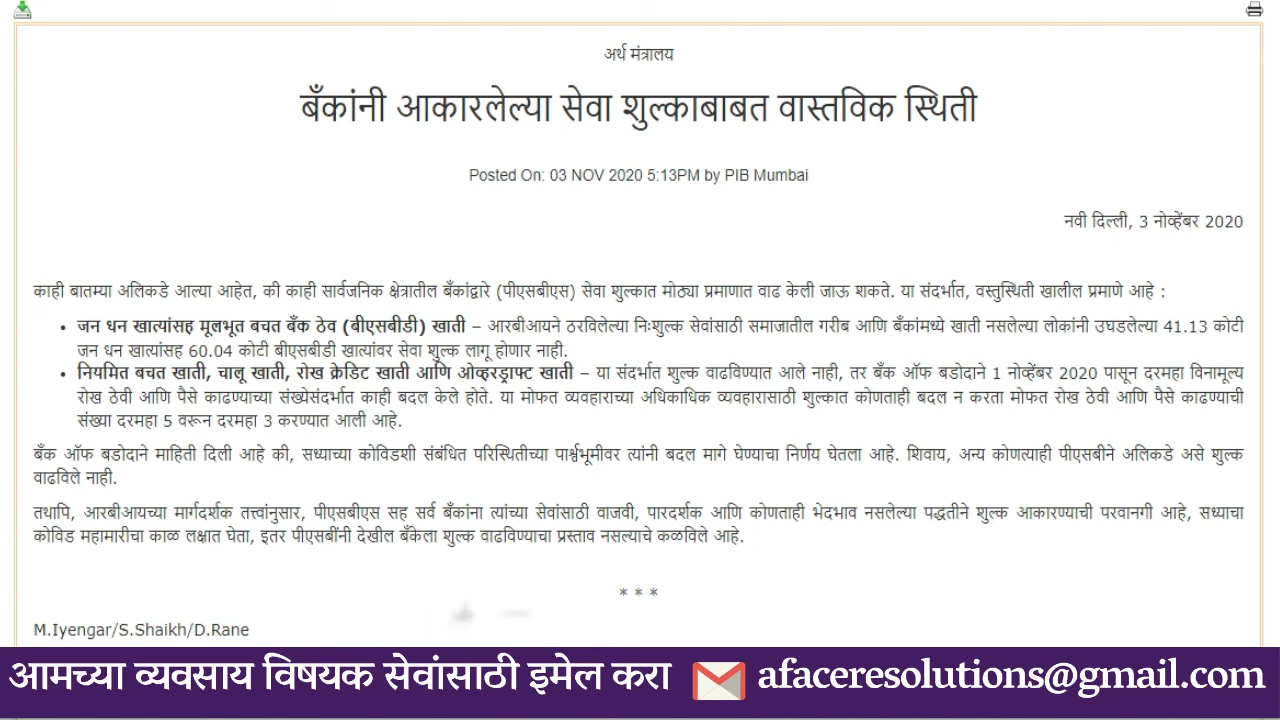 अर्थ मंत्रालय
बँकांनी आकारलेल्या सेवा शुल्काबाबत वास्तविक स्थिती
Posted On: 03 NOV 2020 5:13PM by PIB Mumbai
नवी दिल्ली, 3 नोव्हेंबर 2020
काही बातम्या अलिकडे आल्या आहेत, की काही सार्वजनिक क्षेत्रातील बँकांद्वारे (पीएसबीएस) सेवा शुल्कात मोठ्या प्रमाणात वाढ केली जाऊ शकते. या संदर्भात, वस्तुस्थिती खालील प्रमाणे आहे :
• जन धन खात्यांसह मूलभूत बचत बँक ठेव (बीएसबीडी) खाती – आरबीआयने ठरविलेल्या निःशुल्क सेवांसाठी समाजातील गरीब आणि बँकांमध्ये खाती नसलेल्या लोकांनी उघडलेल्या 41.13 कोटी
जन धन खात्यांसह 60.04 कोटी बीएसबीडी खात्यांवर सेवा शुल्क लागू होणार नाही.
• नियमित बचत खाती, चालू खाती, रोख क्रेडिट खाती आणि ओव्हरड्राफ्ट खाती – या संदर्भात शुल्क वाढविण्यात आले नाही, तर बँक ऑफ बडोदाने 1 नोव्हेंबर 2020 पासून दरमहा विनामूल्य
रोख ठेवी आणि पैसे काढण्याच्या संख्येसंदर्भात काही बदल केले होते. या मोफत व्यवहाराच्या अधिकाधिक व्यवहारासाठी शुल्कात कोणताही बदल न करता मोफत रोख ठेवी आणि पैसे काढण्याची
संख्या दरमहा 5 वरून दरमहा 3 करण्यात आली आहे.
बँक ऑफ बडोदाने माहिती दिली आहे की, सध्याच्या कोविडशी संबंधित परिस्थितीच्या पार्श्वभूमीवर त्यांनी बदल मागे घेण्याचा निर्णय घेतला आहे. शिवाय, अन्य कोणत्याही पीएसबीने अलिकडे असे शुल्क
वाढविले नाही.
तथापि, आरबीआयच्या मार्गदर्शक तत्त्वांनुसार, पीएसबीएस सह सर्व बँकांना त्यांच्या सेवांसाठी वाजवी, पारदर्शक आणि कोणताही भेदभाव नसलेल्या पद्धतीने शुल्क आकारण्याची परवानगी आहे, सध्याचा
कोविड महामारीचा काळ लक्षात घेता, इतर पीएसबींनी देखील बँकेला शुल्क वाढविण्याचा प्रस्ताव नसल्याचे कळविले आहे.
* * *
M.Iyengar/S.Shaikh/D.Rane
आमच्या व्यवसाय विषयक सेवांसाठी इमेल करा afaceresolutions@gmail.com